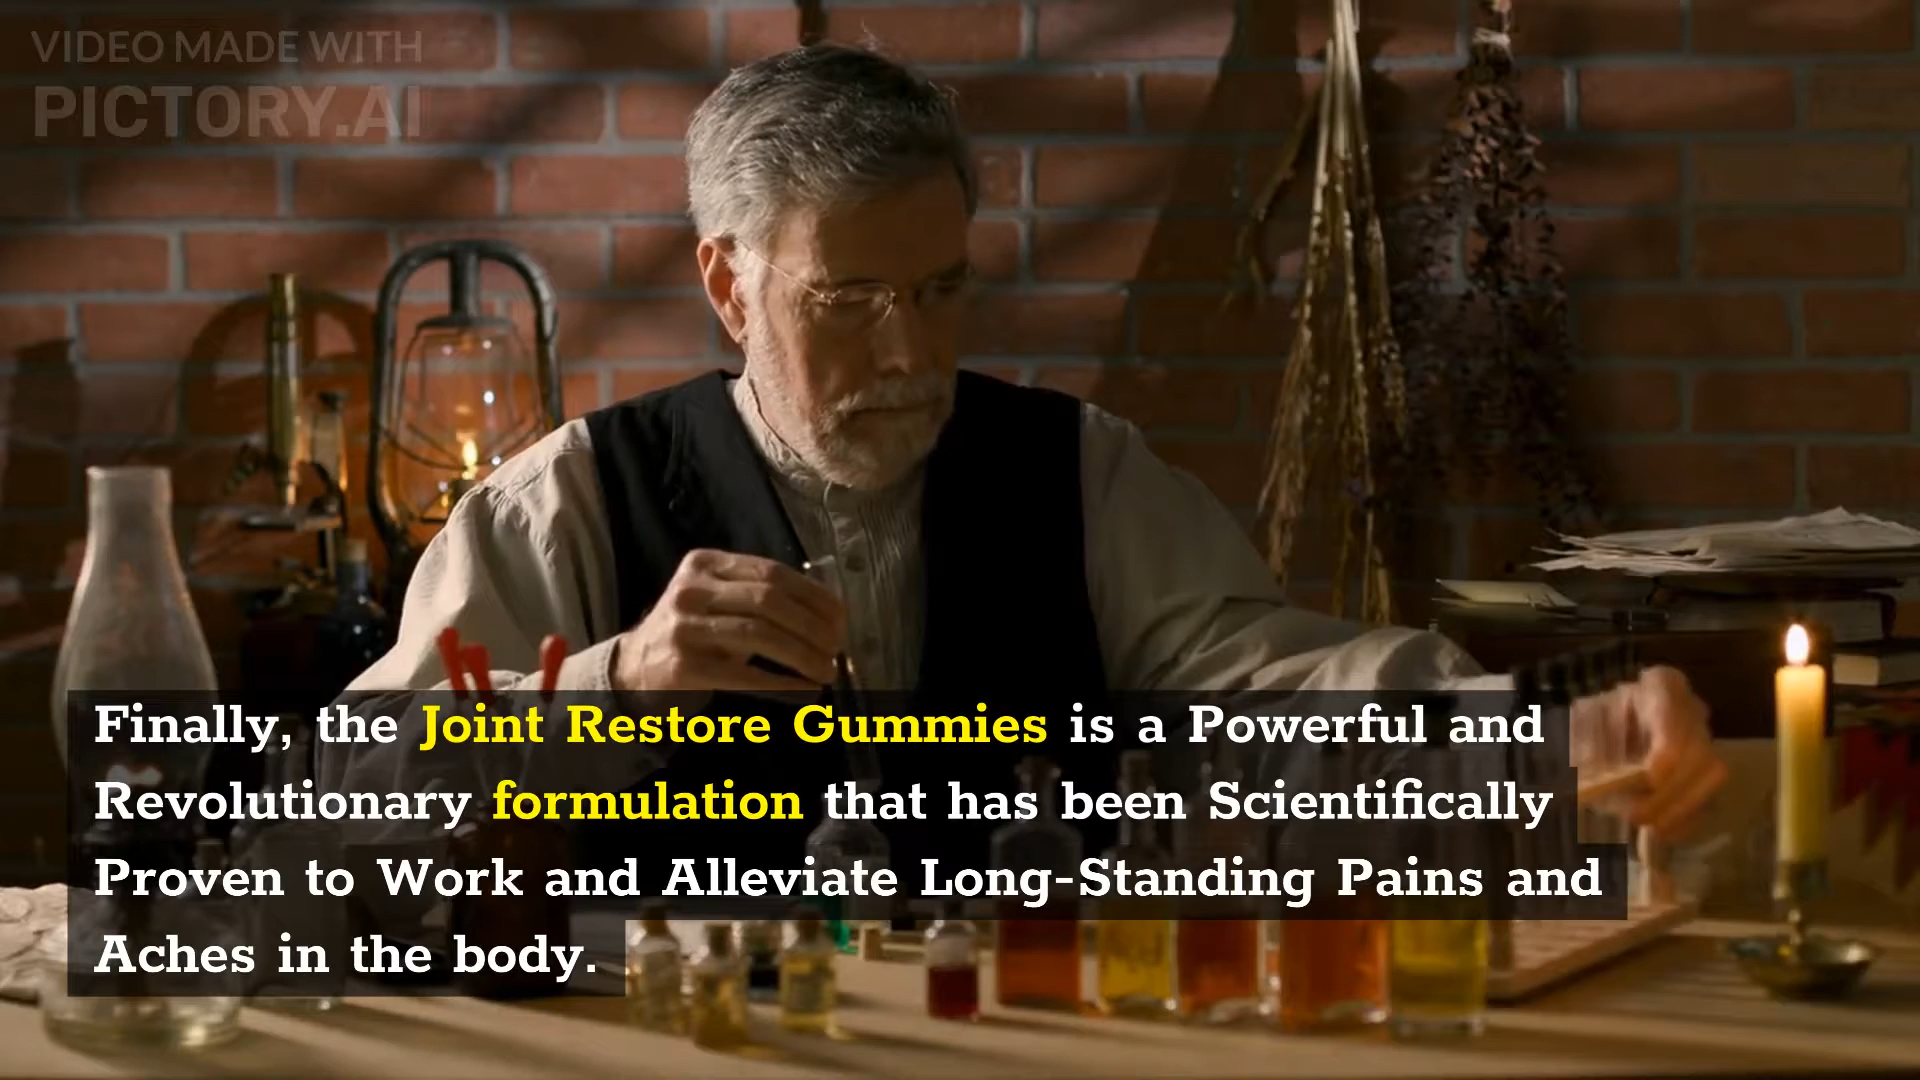 VIDEO MADE WITH
PICTORY.AI
Finally, the Joint Restore Gummies is a Powerful and
Revolutionary formulation that has been Scientifically
Proven to Work and Alleviate Long-Standing Pains and
Aches in the body.